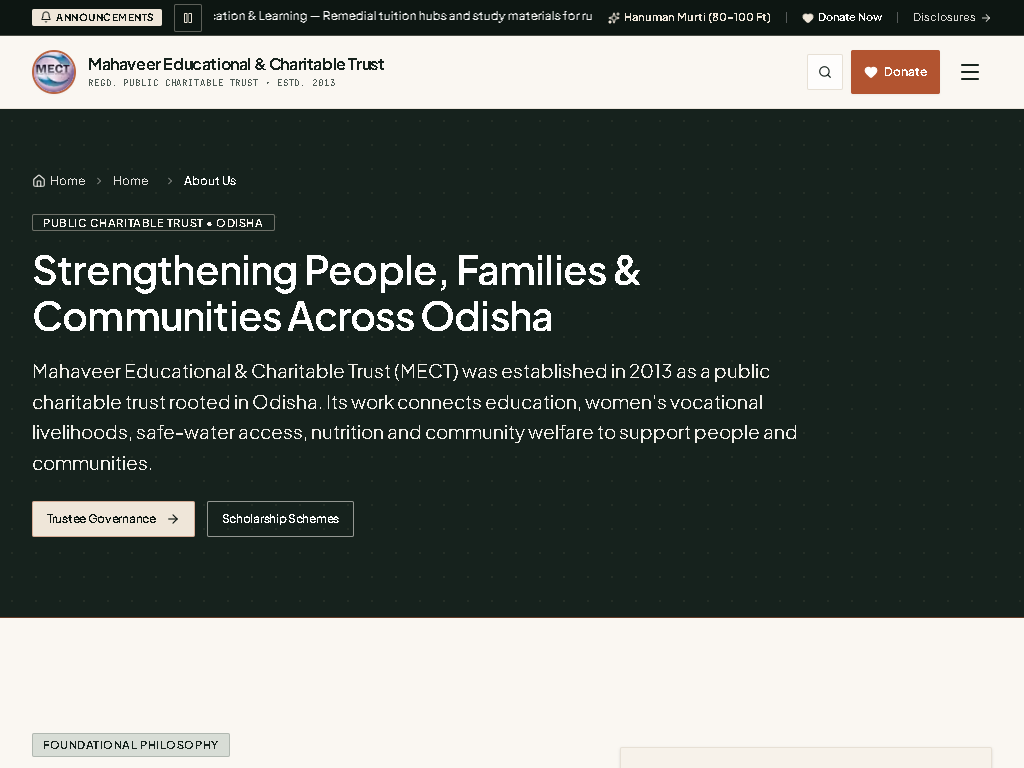 ANNOUNCEMENTS
& Learning — Remedial tuition hubs and study materials for ru
Hanuman Murti (80–100 Ft)
Donate Now
Disclosures
MECT
Mahaveer Educational & Charitable Trust
REGD. PUBLIC CHARITABLE TRUST • ESTD. 2013
Donate
Home
Home
About Us
PUBLIC CHARITABLE TRUST • ODISHA
Strengthening People, Families &
Communities Across Odisha
Mahaveer Educational & Charitable Trust (MECT) was established in 2013 as a public
charitable trust rooted in Odisha. Its work connects education, women's vocational
livelihoods, safe-water access, nutrition and community welfare to support people and
communities.
Trustee Governance
Scholarship Schemes
FOUNDATIONAL PHILOSOPHY